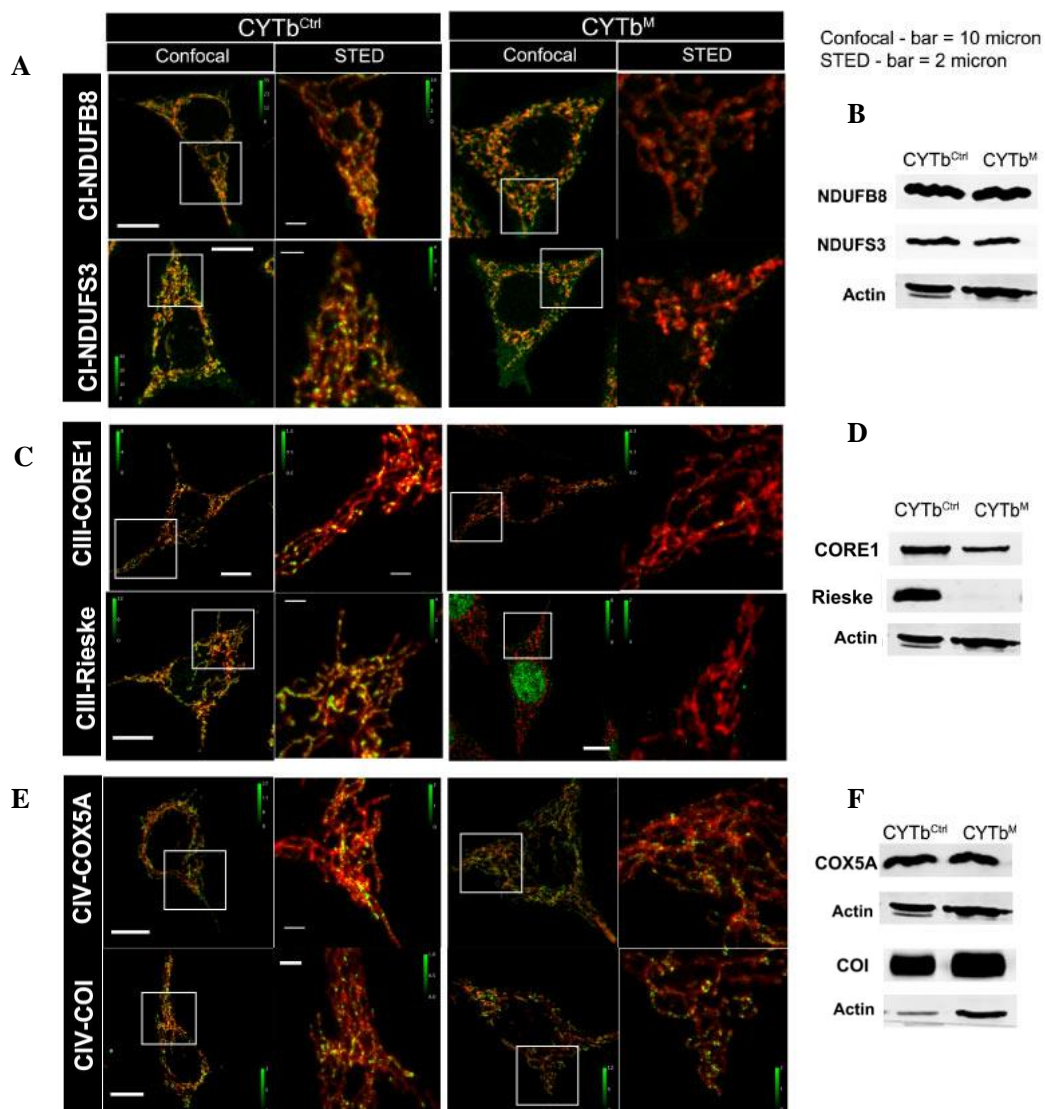 CYTb^Ctrl CYTb^M
Confocal STED Confocal STED
Confocal - bar = 10 micron
STED - bar = 2 micron
A
CI-NDUFB8
CI-NDUFS3
B
CYTb^Ctrl CYTb^M
NDUFB8
NDUFS3
Actin
C
CIII-CORE1
CIII-Rieske
D
CYTb^Ctrl CYTb^M
CORE1
Rieske
Actin
E
CIV-COX5A
CIV-COI
F
CYTb^Ctrl CYTb^M
COX5A
Actin
COI
Actin